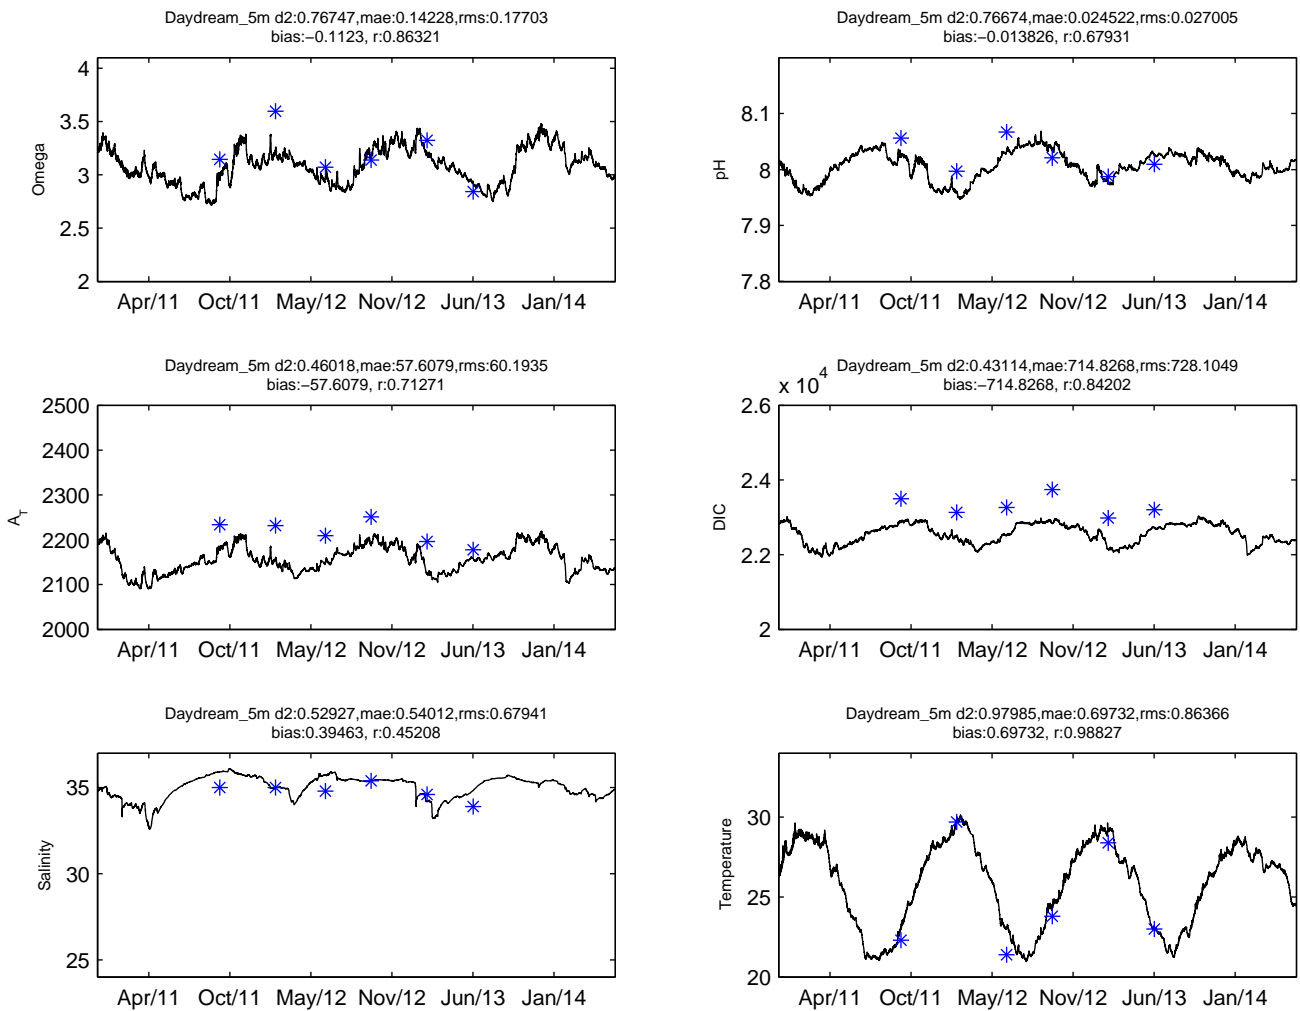 Daydream_5m d2:0.76747,mae:0.14228,rms:0.17703
bias:−0.1123, r:0.86321
4
3.5
3
2.5
2
Omega
Apr/11 Oct/11 May/12 Nov/12 Jun/13 Jan/14
Daydream_5m d2:0.76674,mae:0.024522,rms:0.027005
bias:−0.013826, r:0.67931
8.1
8
7.9
7.8
pH
Apr/11 Oct/11 May/12 Nov/12 Jun/13 Jan/14
Daydream_5m d2:0.46018,mae:57.6079,rms:60.1935
bias:−57.6079, r:0.71271
2500
2400
2300
2200
2100
2000
A_T
Apr/11 Oct/11 May/12 Nov/12 Jun/13 Jan/14
Daydream_5m d2:0.43114,mae:714.8268,rms:728.1049
bias:−714.8268, r:0.84202
x 10^4
2.6
2.4
2.2
2
DIC
Apr/11 Oct/11 May/12 Nov/12 Jun/13 Jan/14
Daydream_5m d2:0.52927,mae:0.54012,rms:0.67941
bias:0.39463, r:0.45208
35
30
25
Salinity
Apr/11 Oct/11 May/12 Nov/12 Jun/13 Jan/14
Daydream_5m d2:0.97985,mae:0.69732,rms:0.86366
bias:0.69732, r:0.98827
30
25
20
Temperature
Apr/11 Oct/11 May/12 Nov/12 Jun/13 Jan/14